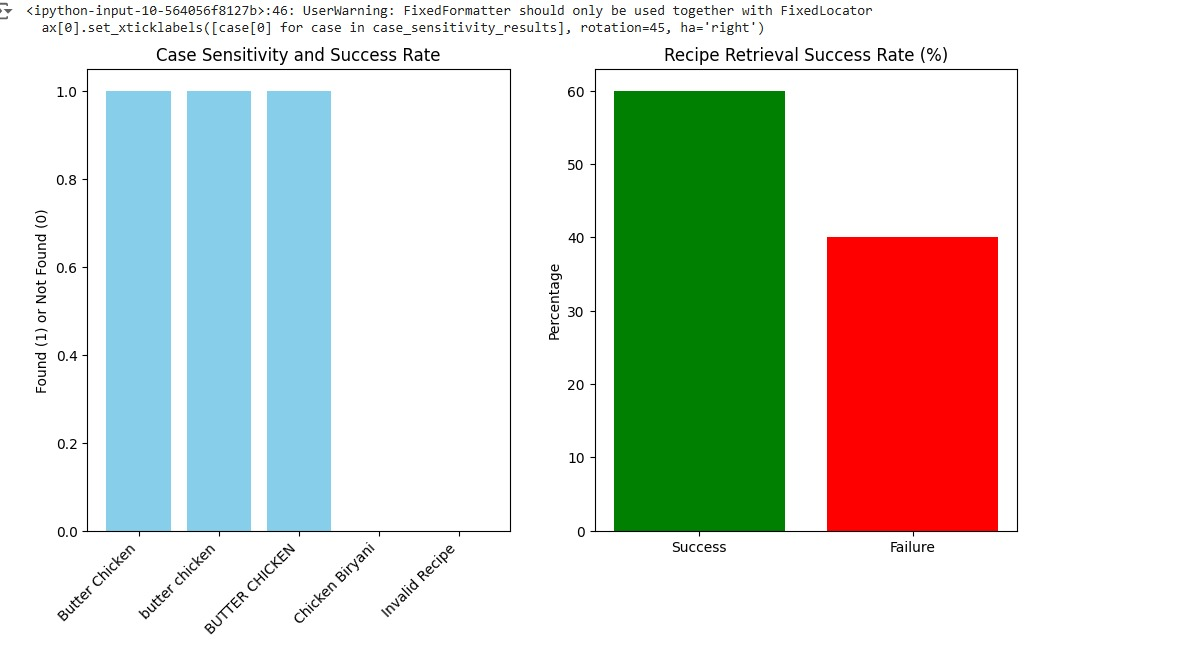 <ipython-input-10-564056f8127b>:46: UserWarning: FixedFormatter should only be used together with FixedLocator
ax[0].set_xticklabels([case[0] for case in case_sensitivity_results], rotation=45, ha='right')
Case Sensitivity and Success Rate
Found (1) or Not Found (0)
1.0
0.8
0.6
0.4
0.2
0.0
Butter Chicken
butter chicken
BUTTER CHICKEN
Chicken Biryani
Invalid Recipe
Recipe Retrieval Success Rate (%)
Percentage
60
50
40
30
20
10
0
Success
Failure